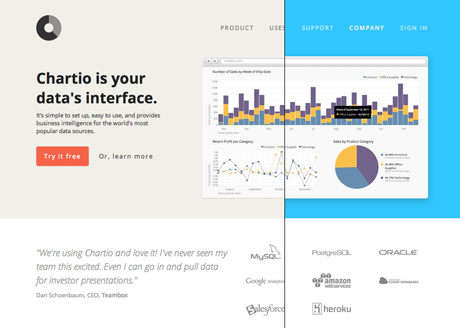 PRODUCT USES SUPPORT COMPANY SIGN IN
Chartio is your
data's interface.
It's simple to set up, easy to use, and provides
business intelligence for the world's most
popular data sources.
Try it free Or, learn more
Number of Sales by Week of Ship Date
Recent Profit per Category
Sales by Product Category
"We're using Chartio and love it! I've never seen my
team this excited. Even I can go in and pull data
for investor presentations."
Dan Schoenbaum, CEO, Teambox
MySQL PostgreSQL ORACLE
Google Analytics amazon web services
Salesforce heroku